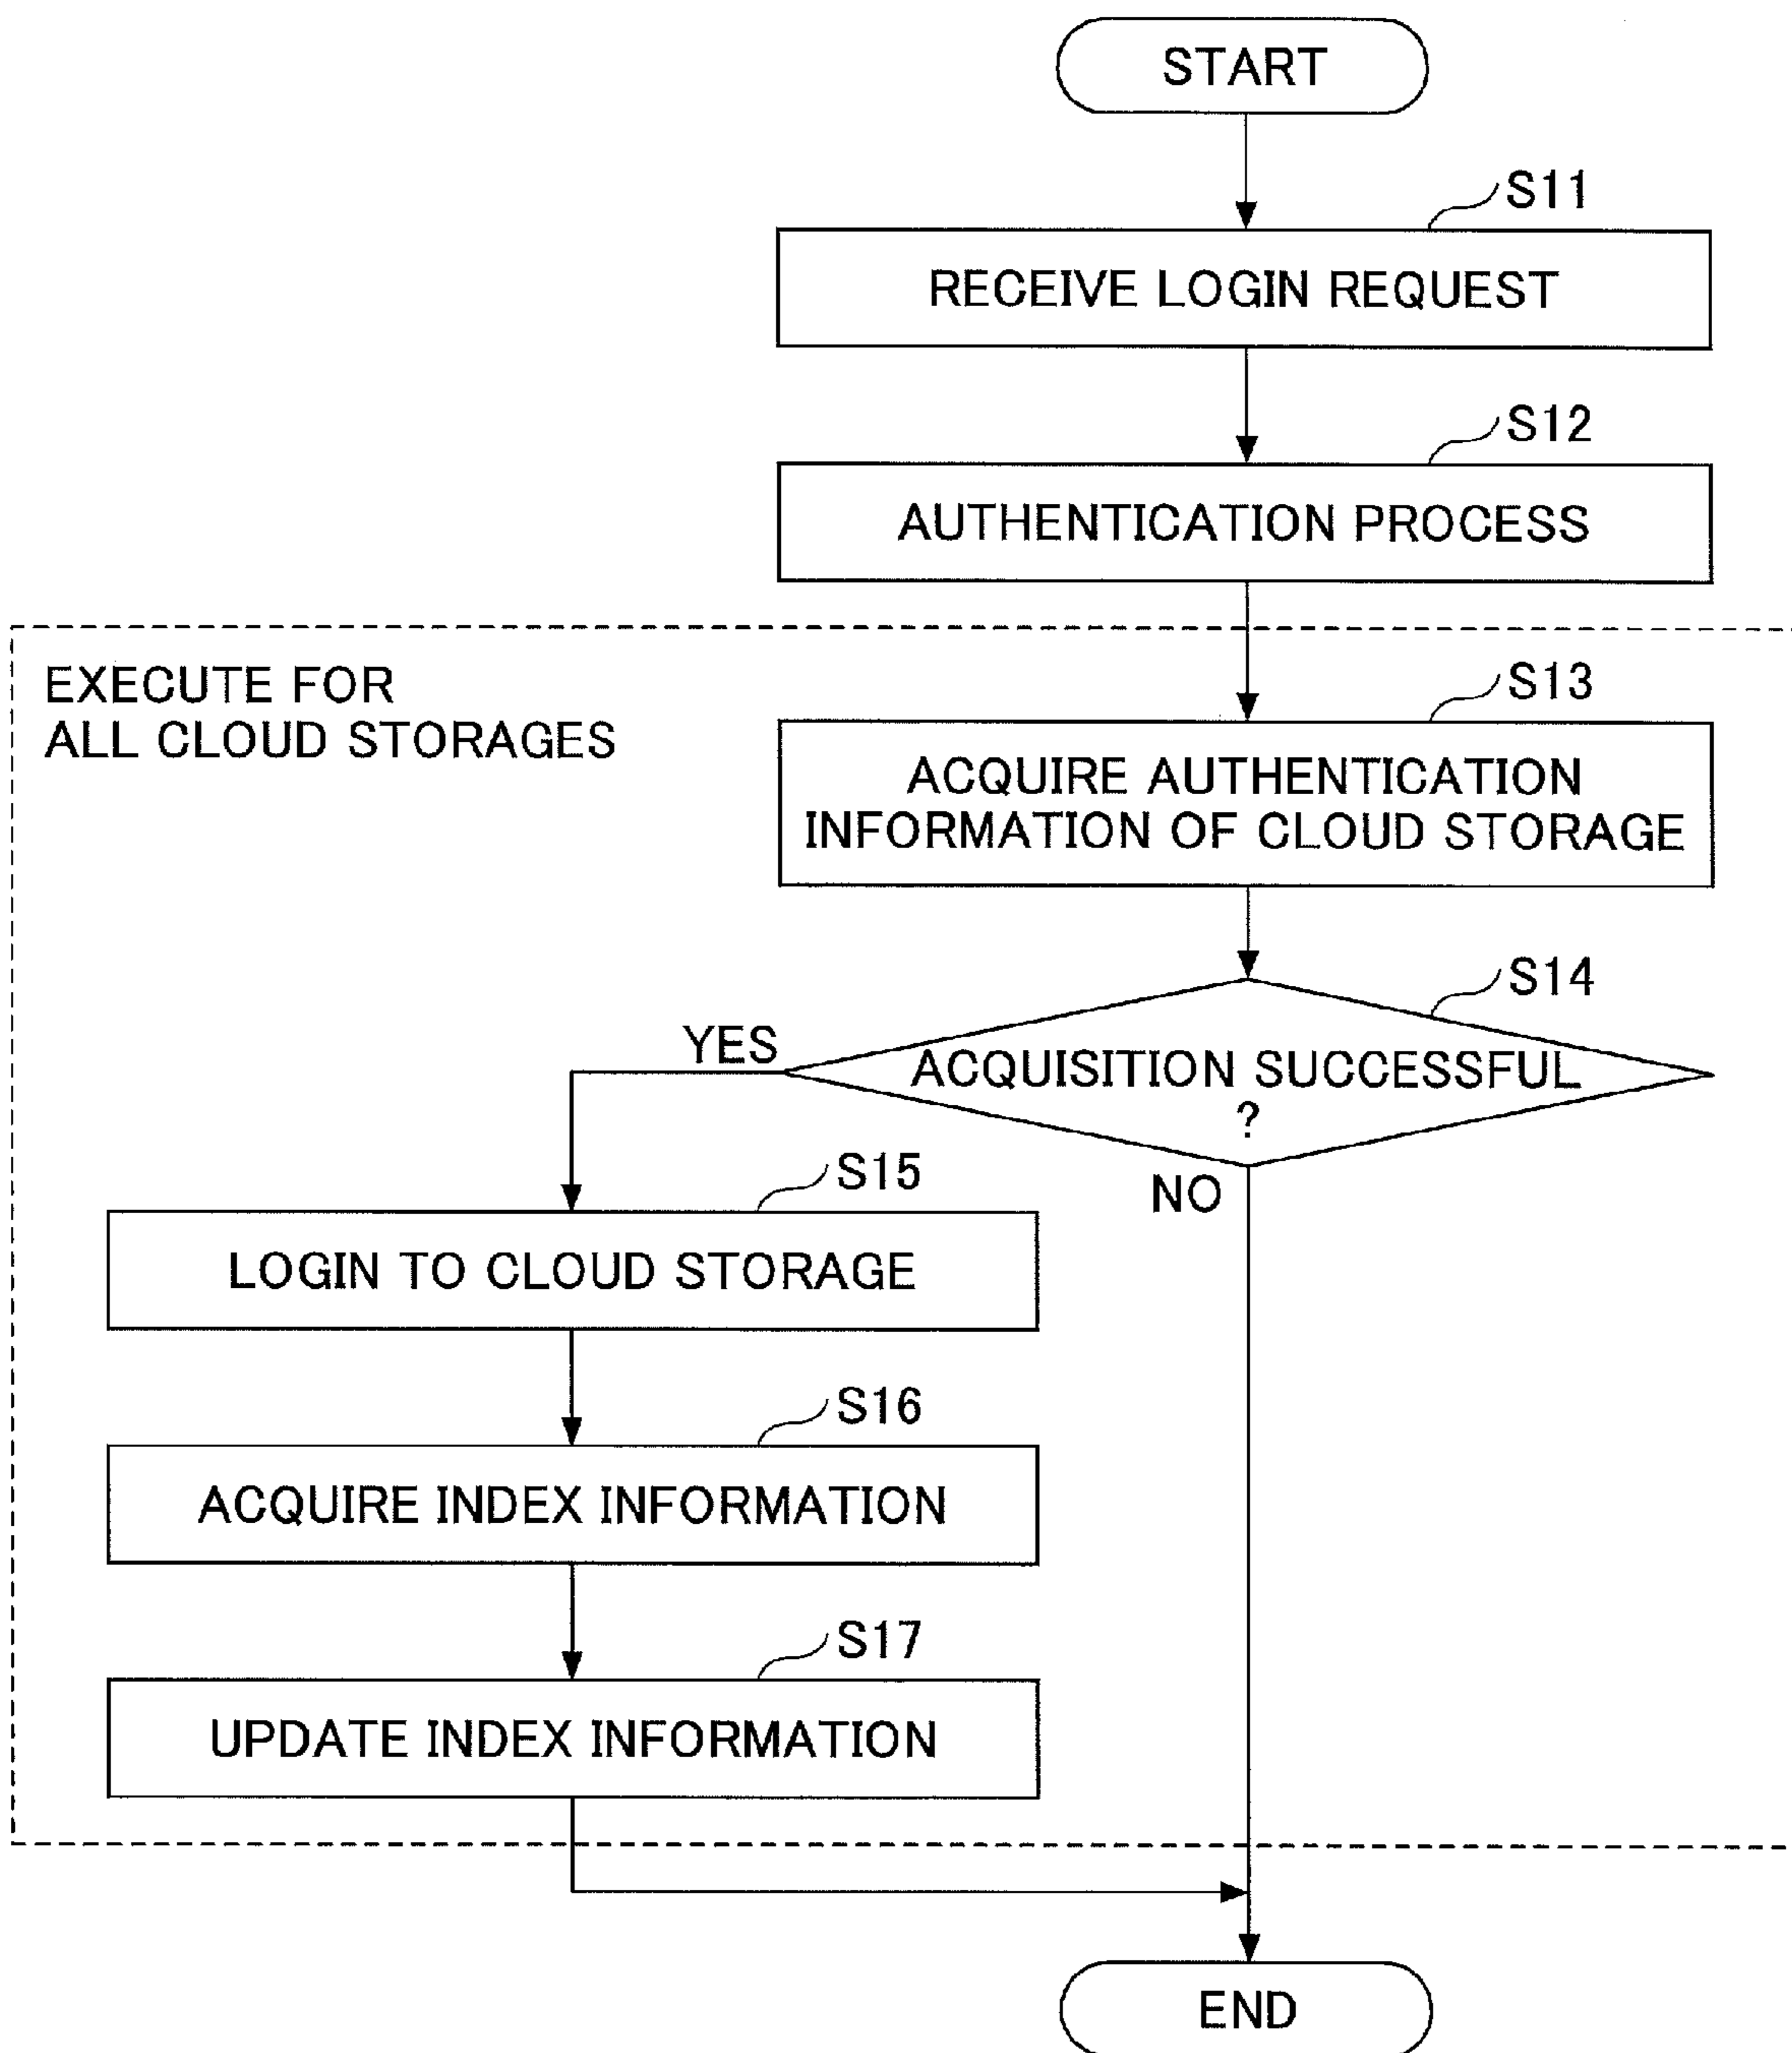 START
S11
RECEIVE LOGIN REQUEST
S12
AUTHENTICATION PROCESS
EXECUTE FOR
ALL CLOUD STORAGES
S13
ACQUIRE AUTHENTICATION
INFORMATION OF CLOUD STORAGE
S14
YES
ACQUISITION SUCCESSFUL
?
NO
S15
LOGIN TO CLOUD STORAGE
S16
ACQUIRE INDEX INFORMATION
S17
UPDATE INDEX INFORMATION
END